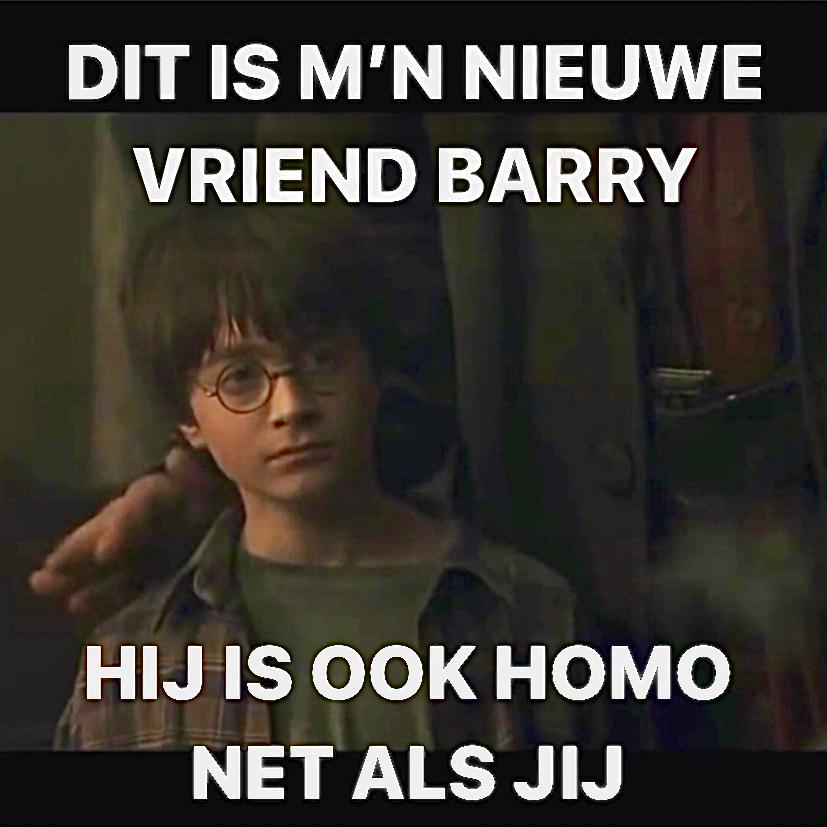 DIT IS M'N NIEUWE
VRIEND BARRY
HIJ IS OOK HOMO
NET ALS JIJ